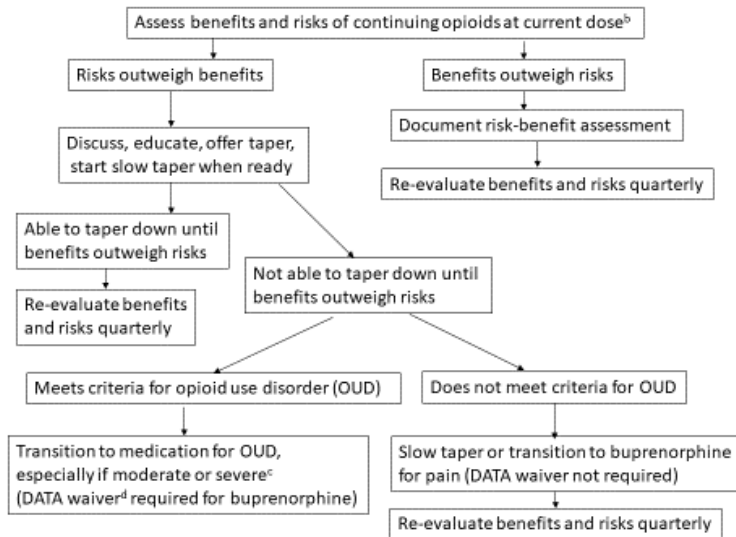 Assess benefits and risks of continuing opioids at current doseᵇ
Risks outweigh benefits
Benefits outweigh risks
Document risk-benefit assessment
Discuss, educate, offer taper,
start slow taper when ready
Re-evaluate benefits and risks quarterly
Able to taper down until
benefits outweigh risks
Not able to taper down until
benefits outweigh risks
Re-evaluate benefits
and risks quarterly
Meets criteria for opioid use disorder (OUD)
Does not meet criteria for OUD
Transition to medication for OUD,
especially if moderate or severeᶜ
(DATA waiverᵈ required for buprenorphine)
Slow taper or transition to buprenorphine
for pain (DATA waiver not required)
Re-evaluate benefits and risks quarterly